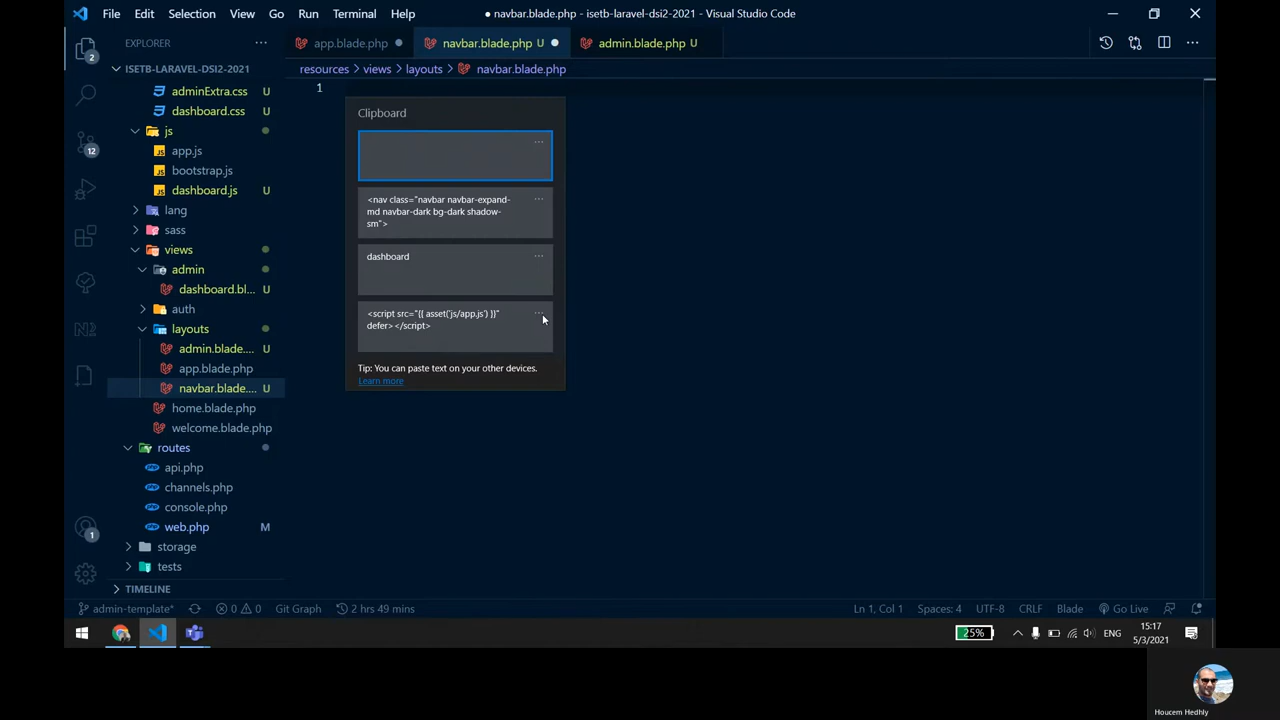 File Edit Selection View Go Run Terminal Help
● navbar.blade.php - isetb-laravel-dsi2-2021 - Visual Studio Code
EXPLORER
app.blade.php
navbar.blade.php U
admin.blade.php U
ISETB-LARAVEL-DSI2-2021
resources > views > layouts > navbar.blade.php
1
adminExtra.css U
dashboard.css U
js
app.js
bootstrap.js
dashboard.js U
lang
sass
views
admin
dashboard.bl... U
auth
layouts
admin.blade.... U
app.blade.php
navbar.blade.... U
home.blade.php
welcome.blade.php
routes
api.php
channels.php
console.php
web.php M
storage
tests
TIMELINE
2
12
1
Clipboard
<nav class="navbar navbar-expand-
md navbar-dark bg-dark shadow-
sm">
dashboard
<script src="{{ asset('js/app.js') }}"
defer></script>
Tip: You can paste text on your other devices.
Learn more
admin-template* 0 0 Git Graph 2 hrs 49 mins
Ln 1, Col 1 Spaces: 4 UTF-8 CRLF Blade Go Live
25% ENG
15:17
5/3/2021
Houcem Hedhly